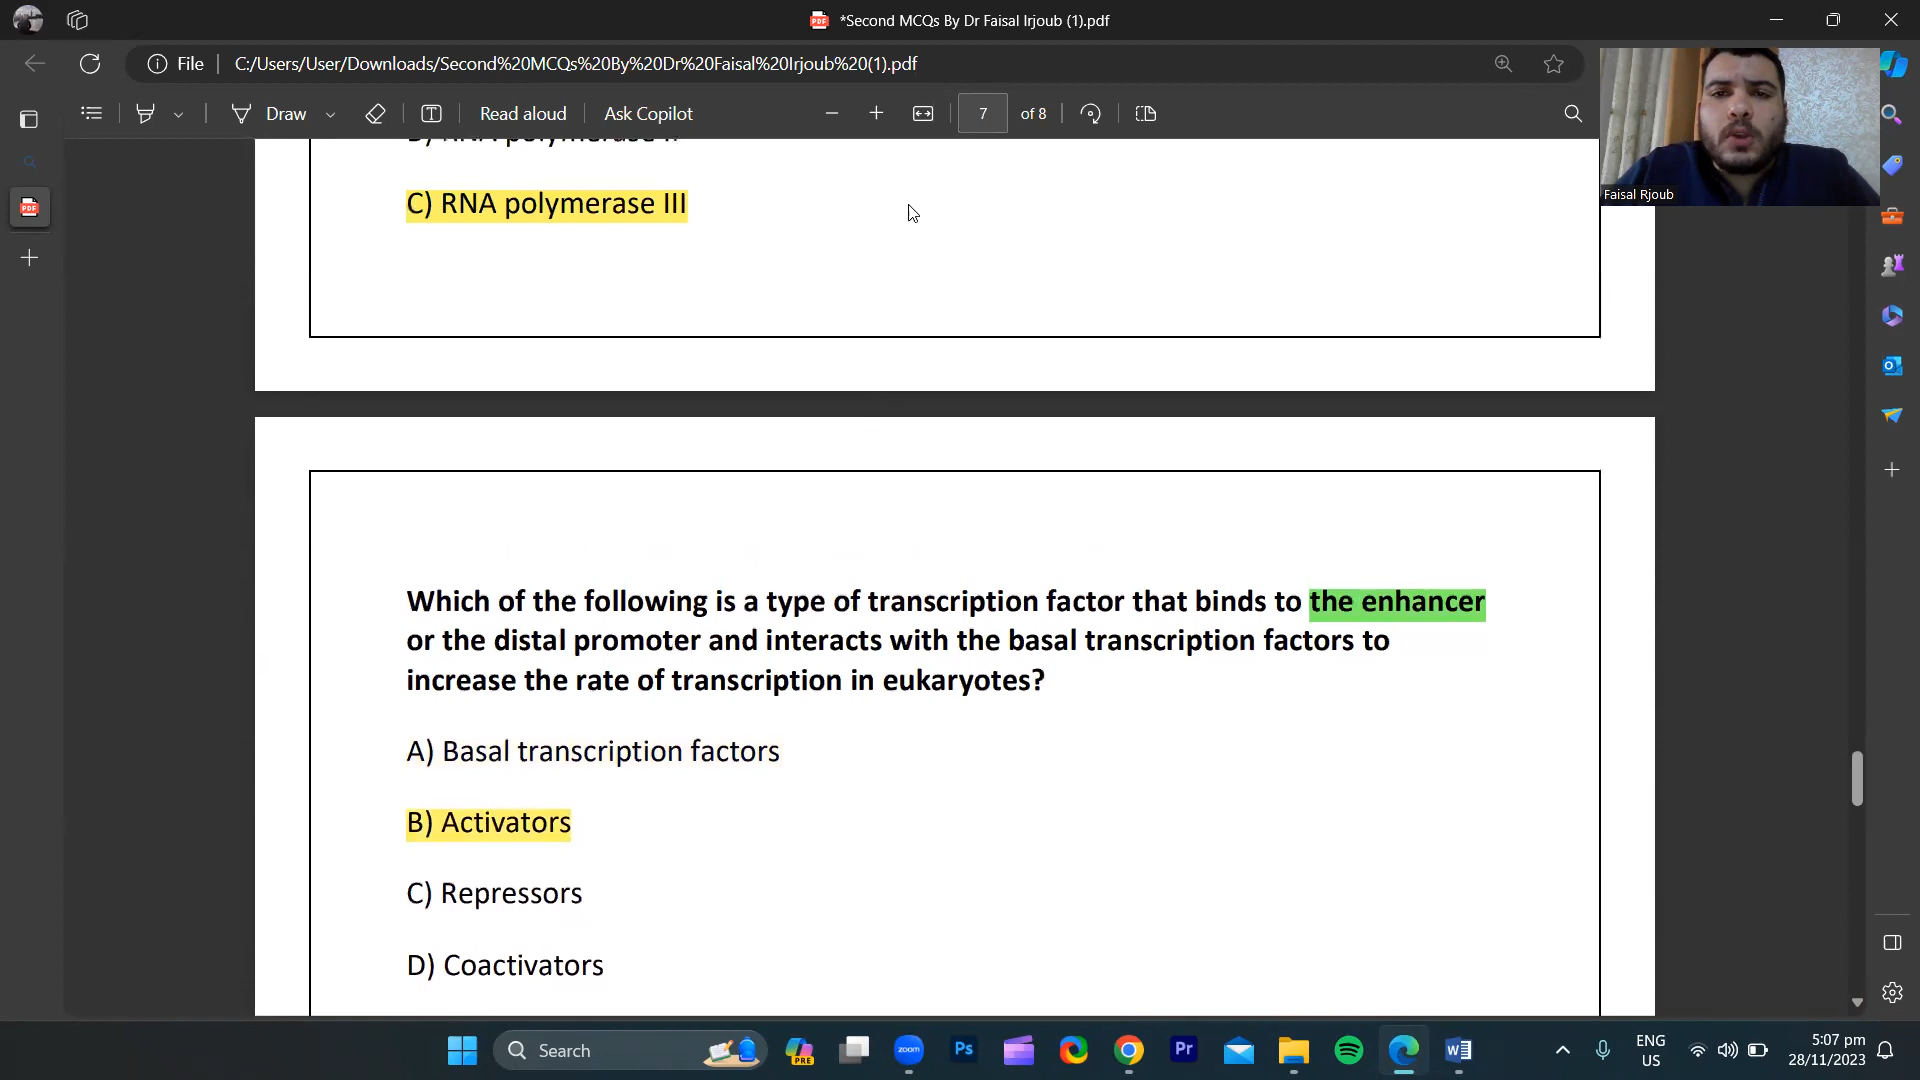 *Second MCQs By Dr Faisal Irjoub (1).pdf
File
C:/Users/User/Downloads/Second%20MCQs%20By%20Dr%20Faisal%20Irjoub%20(1).pdf
Draw
Read aloud
Ask Copilot
7
of 8
Faisal Rjoub
C) RNA polymerase III
Which of the following is a type of transcription factor that binds to the enhancer
or the distal promoter and interacts with the basal transcription factors to
increase the rate of transcription in eukaryotes?
A) Basal transcription factors
B) Activators
C) Repressors
D) Coactivators
Search
PRE
zoom
Ps
Pr
ENG
US
5:07 pm
28/11/2023